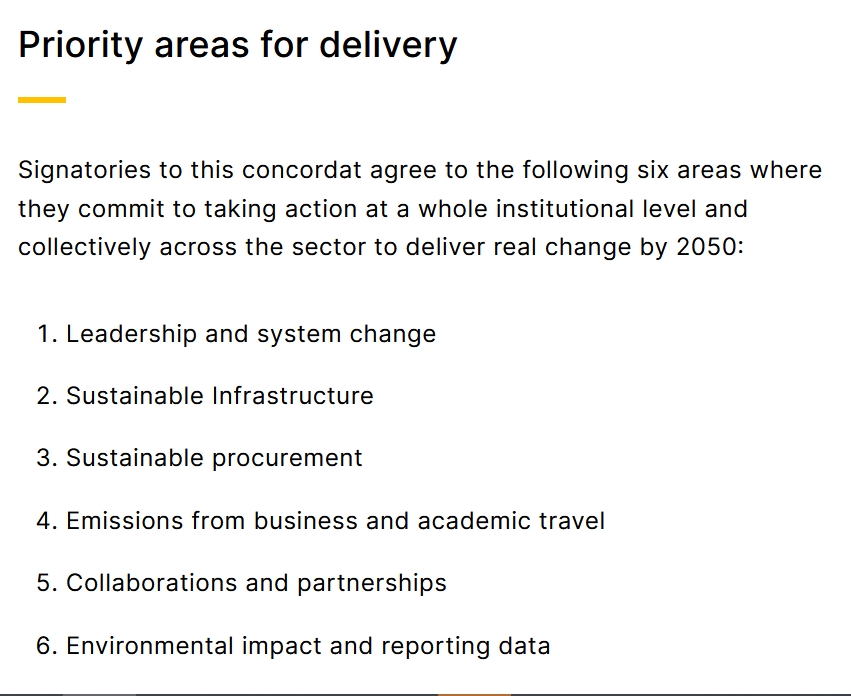 Priority areas for delivery
Signatories to this concordat agree to the following six areas where
they commit to taking action at a whole institutional level and
collectively across the sector to deliver real change by 2050:
1. Leadership and system change
2. Sustainable Infrastructure
3. Sustainable procurement
4. Emissions from business and academic travel
5. Collaborations and partnerships
6. Environmental impact and reporting data